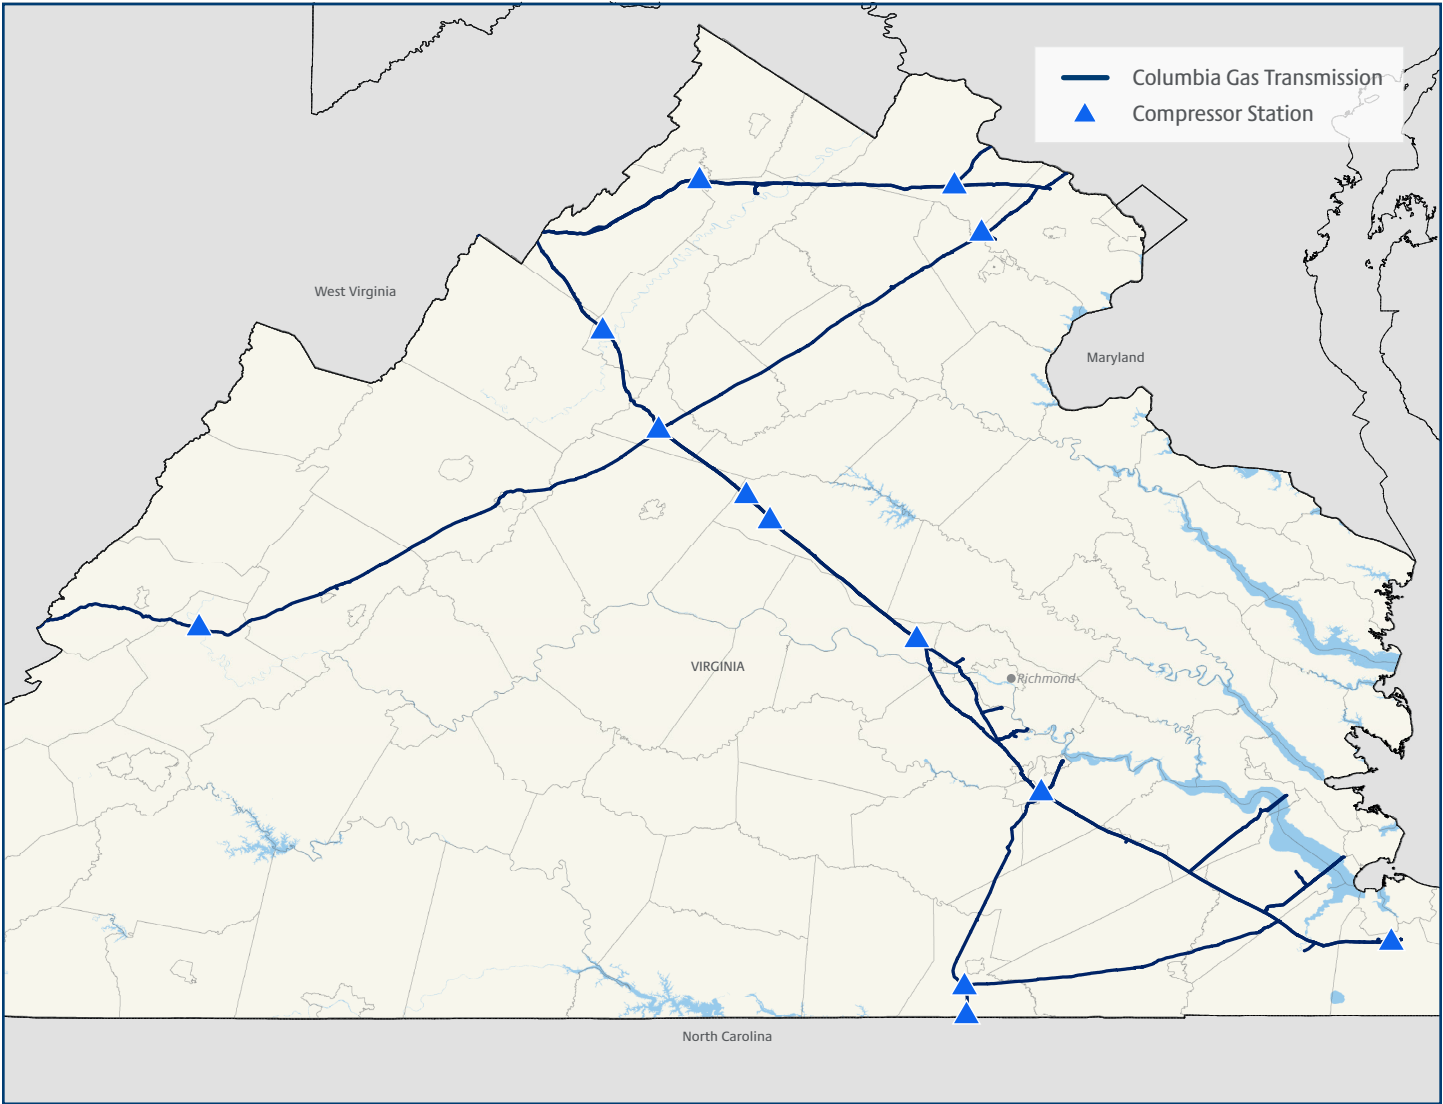 Columbia Gas Transmission
Compressor Station
West Virginia
Maryland
VIRGINIA
Richmond
North Carolina